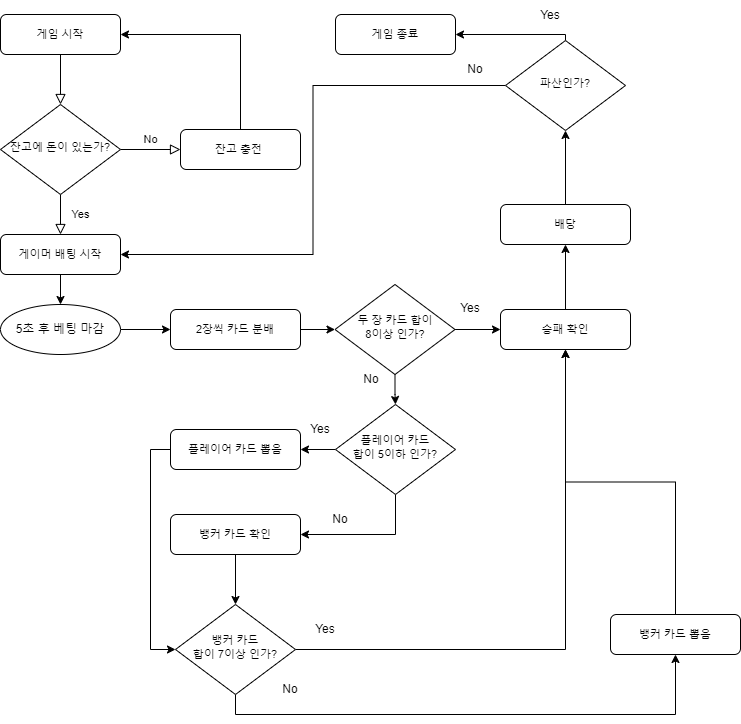 Yes
게임 시작
게임 종료
No
파산인가?
잔고에 돈이 있는가?
No
잔고 충전
Yes
배당
게이머 배팅 시작
5초 후 베팅 마감
2장씩 카드 분배
두 장 카드 합이
8이상 인가?
Yes
승패 확인
No
Yes
플레이어 카드 뽑음
플레이어 카드
합이 5이하 인가?
No
뱅커 카드 확인
뱅커 카드
합이 7이상 인가?
Yes
뱅커 카드 뽑음
No